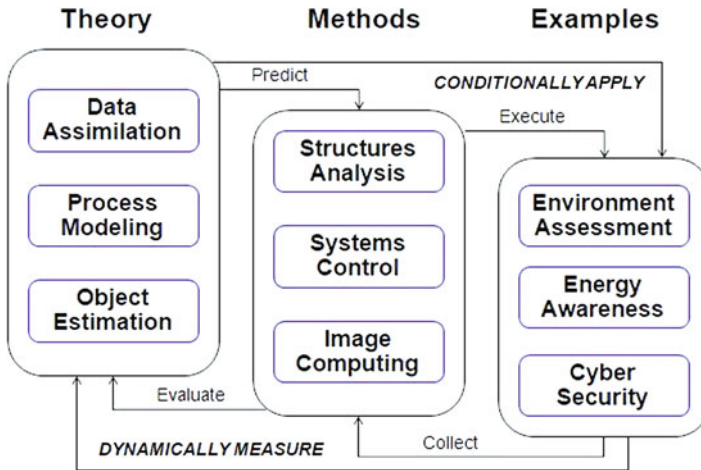 Theory
Methods
Examples
Predict
CONDITIONALLY APPLY
Execute
Data
Assimilation
Process
Modeling
Object
Estimation
Structures
Analysis
Systems
Control
Image
Computing
Environment
Assessment
Energy
Awareness
Cyber
Security
Evaluate
Collect
DYNAMICALLY MEASURE